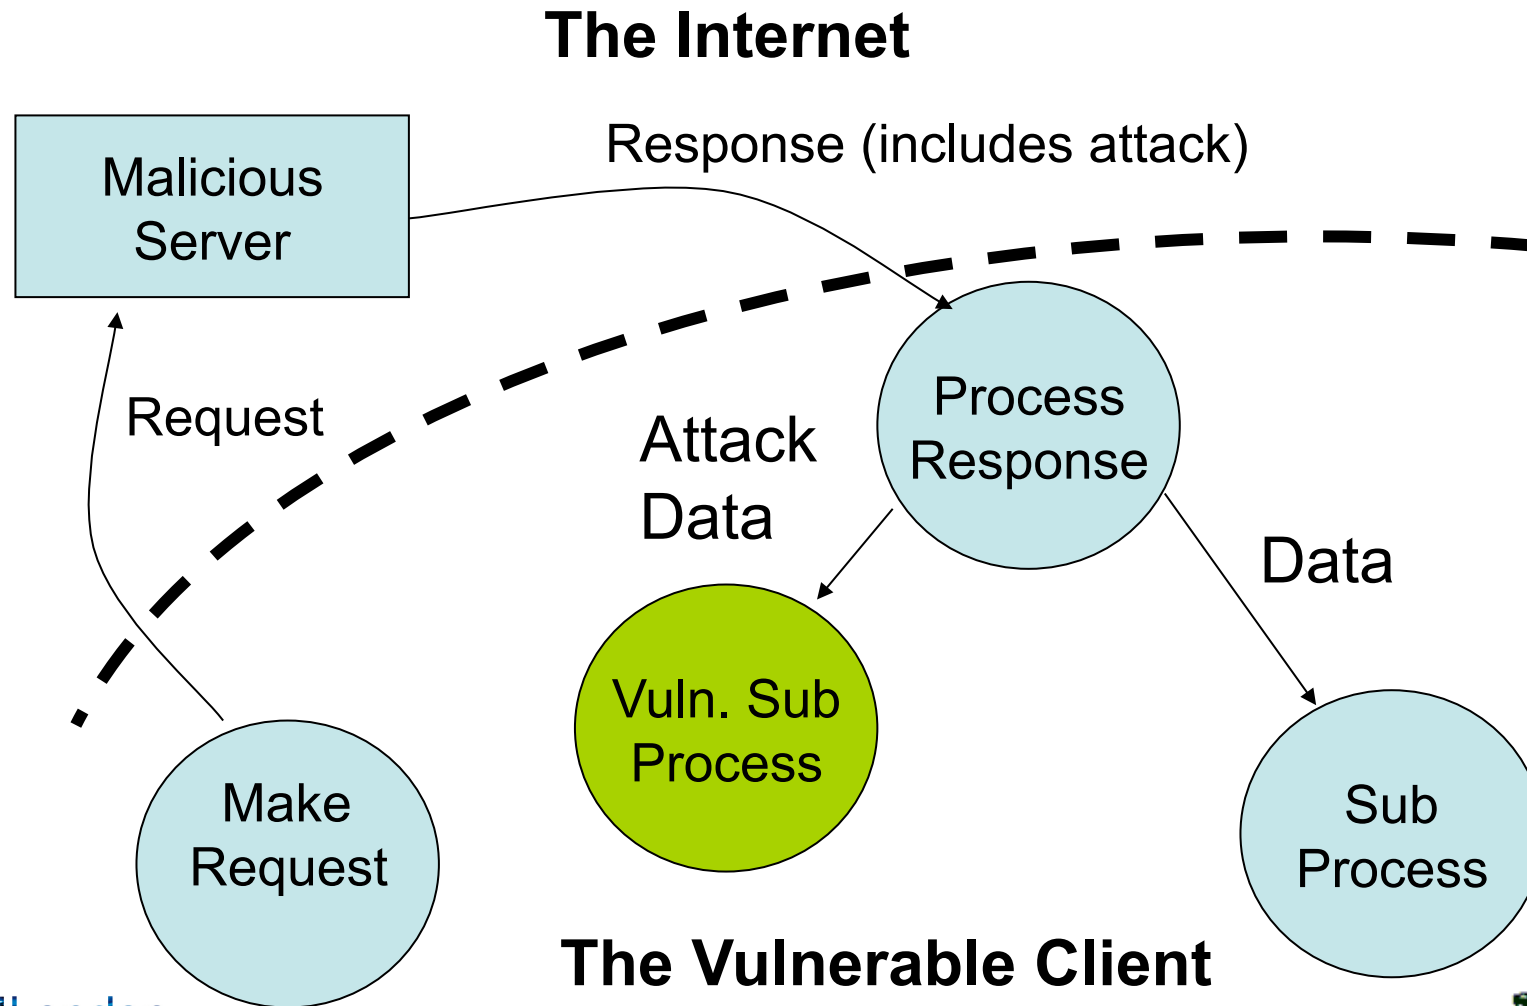 The Internet
Response (includes attack)
Malicious
Server
Request
Process
Response
Attack
Data
Data
Vuln. Sub
Process
Make
Request
Sub
Process
The Vulnerable Client